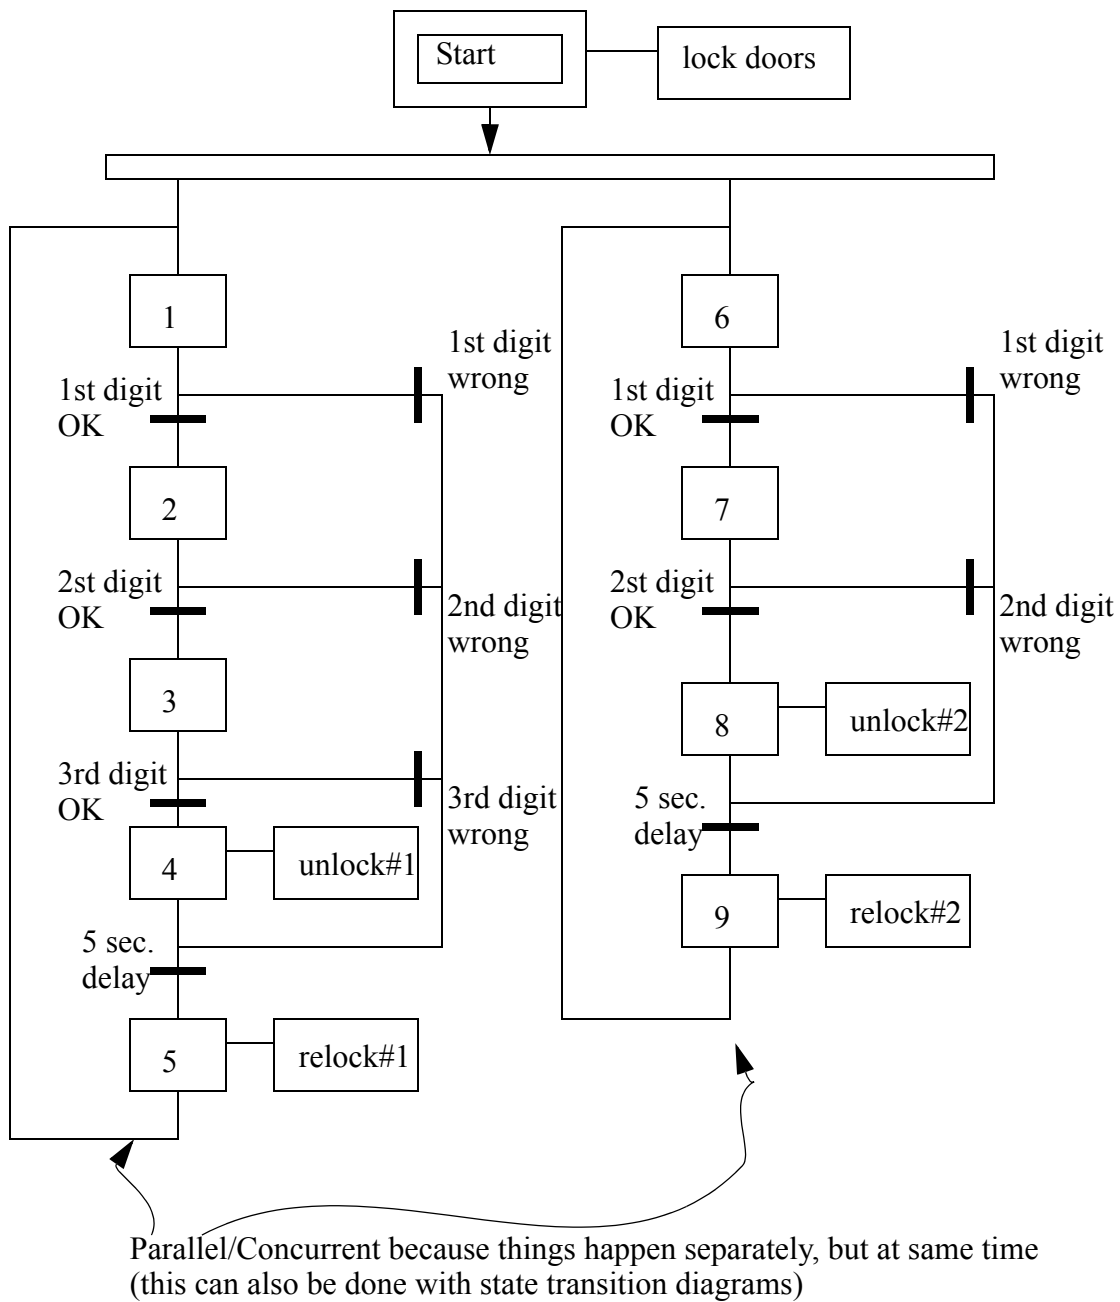 Start
lock doors
1
6
1st digit
wrong
1st digit
wrong
1st digit
OK
1st digit
OK
2
7
2st digit
OK
2nd digit
wrong
2st digit
OK
2nd digit
wrong
3
8
unlock#2
3rd digit
OK
3rd digit
wrong
5 sec.
delay
4
unlock#1
9
relock#2
5 sec.
delay
5
relock#1
Parallel/Concurrent because things happen separately, but at same time
(this can also be done with state transition diagrams)